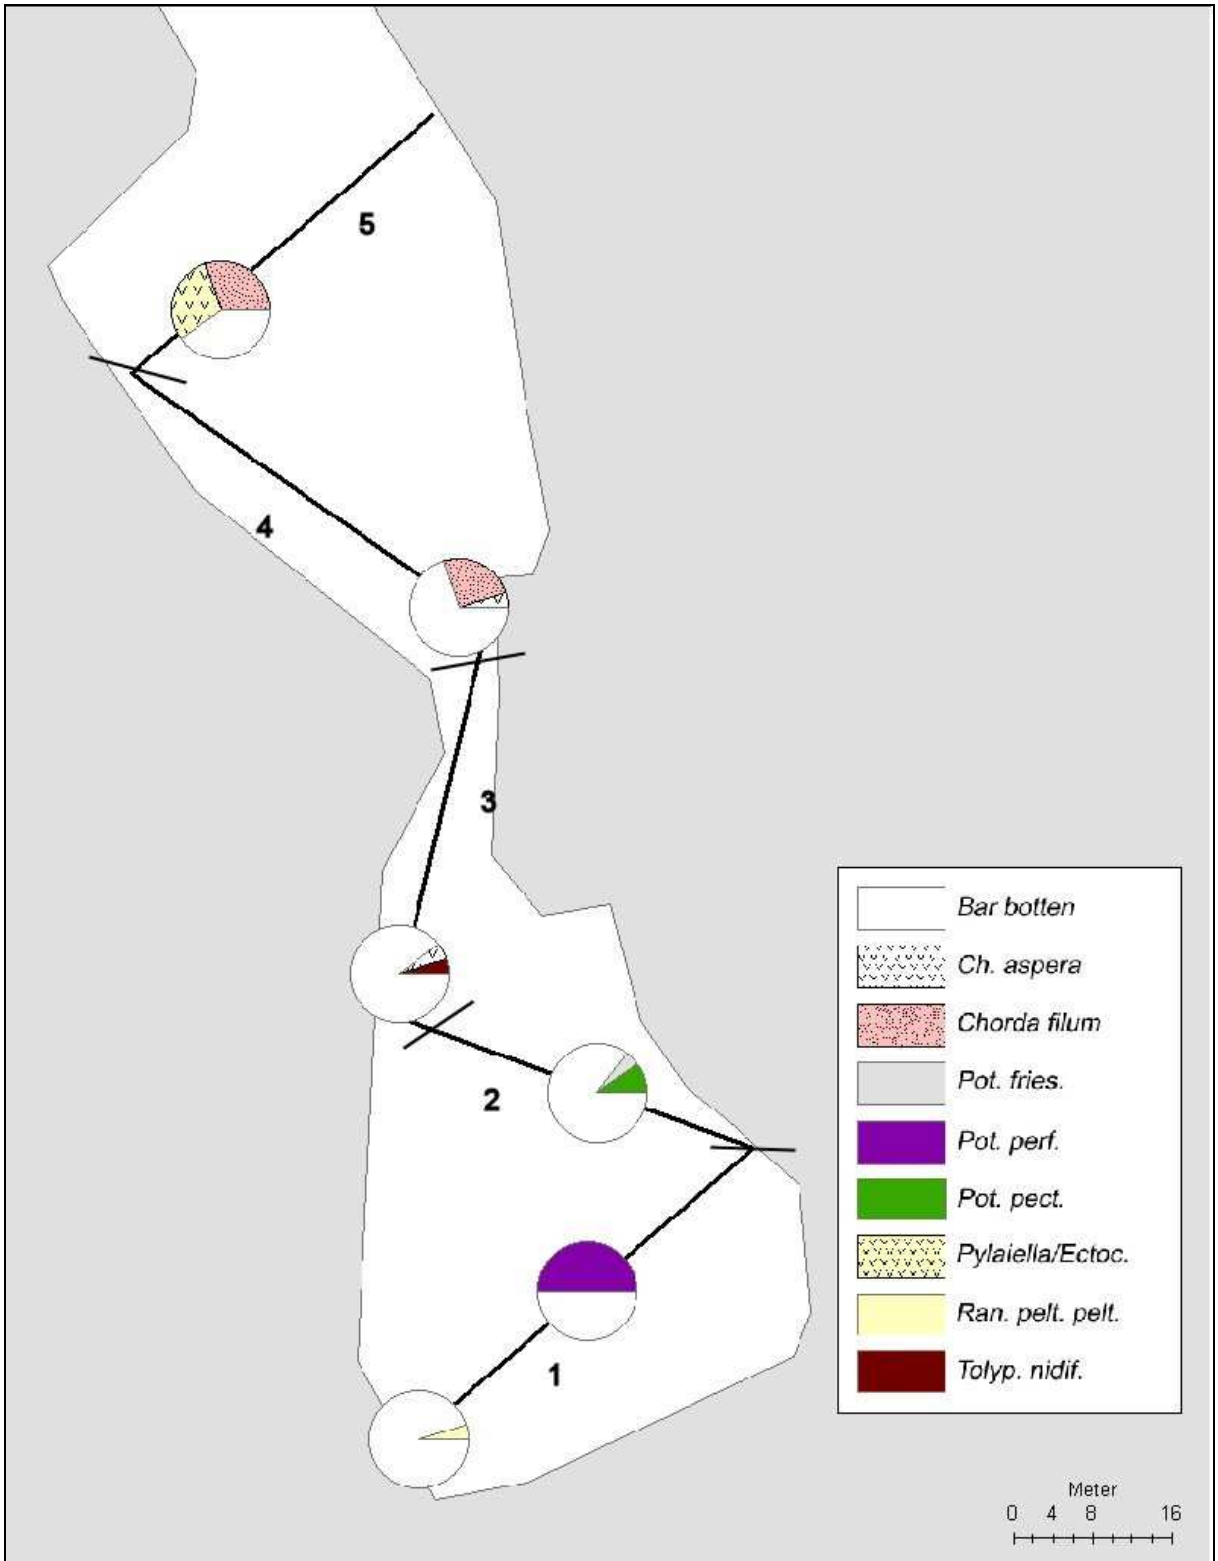 5
4
3
2
1
Bar botten
Ch. aspera
Chorda filum
Pot. fries.
Pot. perf.
Pot. pect.
Pylaiella/Ectoc.
Ran. pelt. pelt.
Tolyp. nidif.
Meter
0 4 8 16